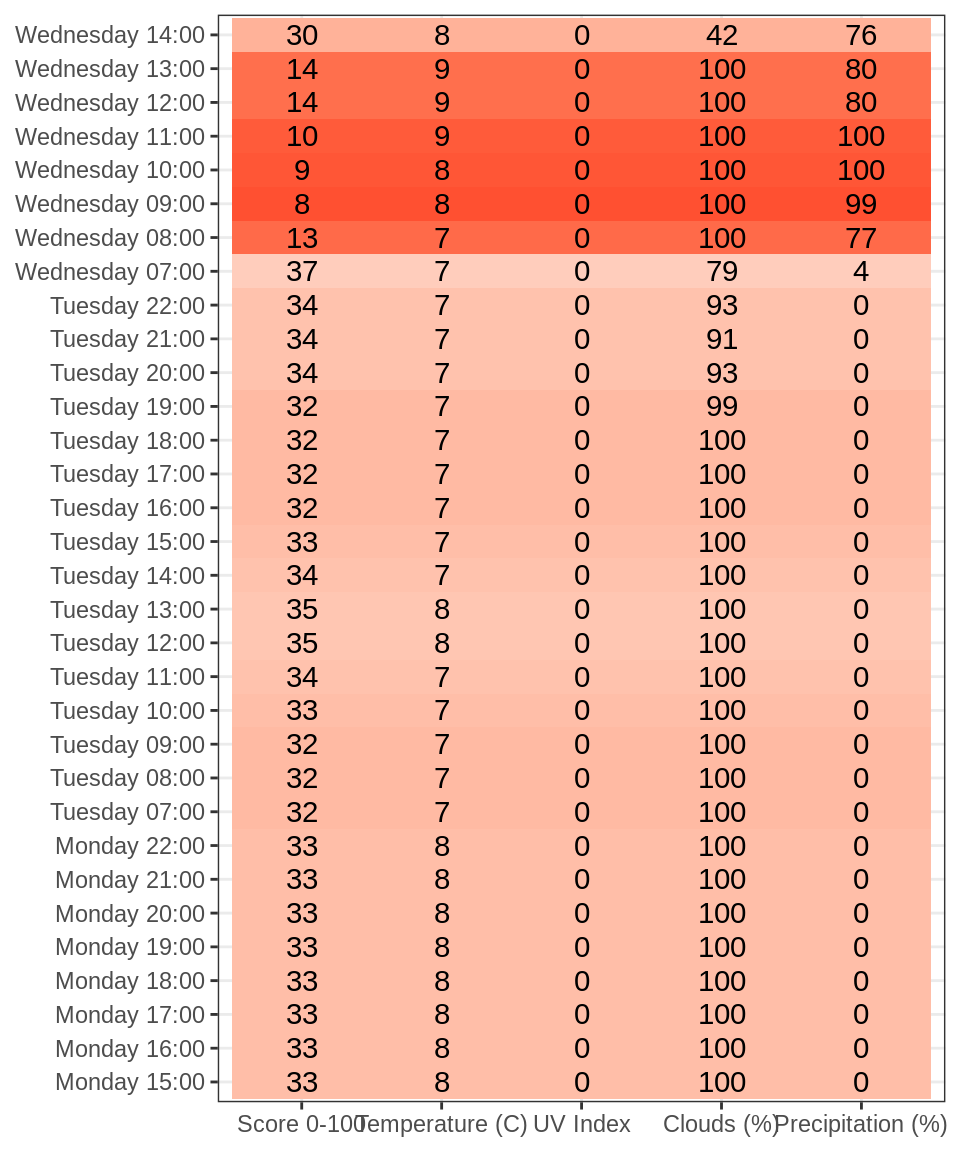 Wednesday 14:00 30 8 0 42 76
Wednesday 13:00 14 9 0 100 80
Wednesday 12:00 14 9 0 100 80
Wednesday 11:00 10 9 0 100 100
Wednesday 10:00 9 8 0 100 100
Wednesday 09:00 8 8 0 100 99
Wednesday 08:00 13 7 0 100 77
Wednesday 07:00 37 7 0 79 4
Tuesday 22:00 34 7 0 93 0
Tuesday 21:00 34 7 0 91 0
Tuesday 20:00 34 7 0 93 0
Tuesday 19:00 32 7 0 99 0
Tuesday 18:00 32 7 0 100 0
Tuesday 17:00 32 7 0 100 0
Tuesday 16:00 32 7 0 100 0
Tuesday 15:00 33 7 0 100 0
Tuesday 14:00 34 7 0 100 0
Tuesday 13:00 35 8 0 100 0
Tuesday 12:00 35 8 0 100 0
Tuesday 11:00 34 7 0 100 0
Tuesday 10:00 33 7 0 100 0
Tuesday 09:00 32 7 0 100 0
Tuesday 08:00 32 7 0 100 0
Tuesday 07:00 32 7 0 100 0
Monday 22:00 33 8 0 100 0
Monday 21:00 33 8 0 100 0
Monday 20:00 33 8 0 100 0
Monday 19:00 33 8 0 100 0
Monday 18:00 33 8 0 100 0
Monday 17:00 33 8 0 100 0
Monday 16:00 33 8 0 100 0
Monday 15:00 33 8 0 100 0
Score 0-100 Temperature (C) UV Index Clouds (%) Precipitation (%)